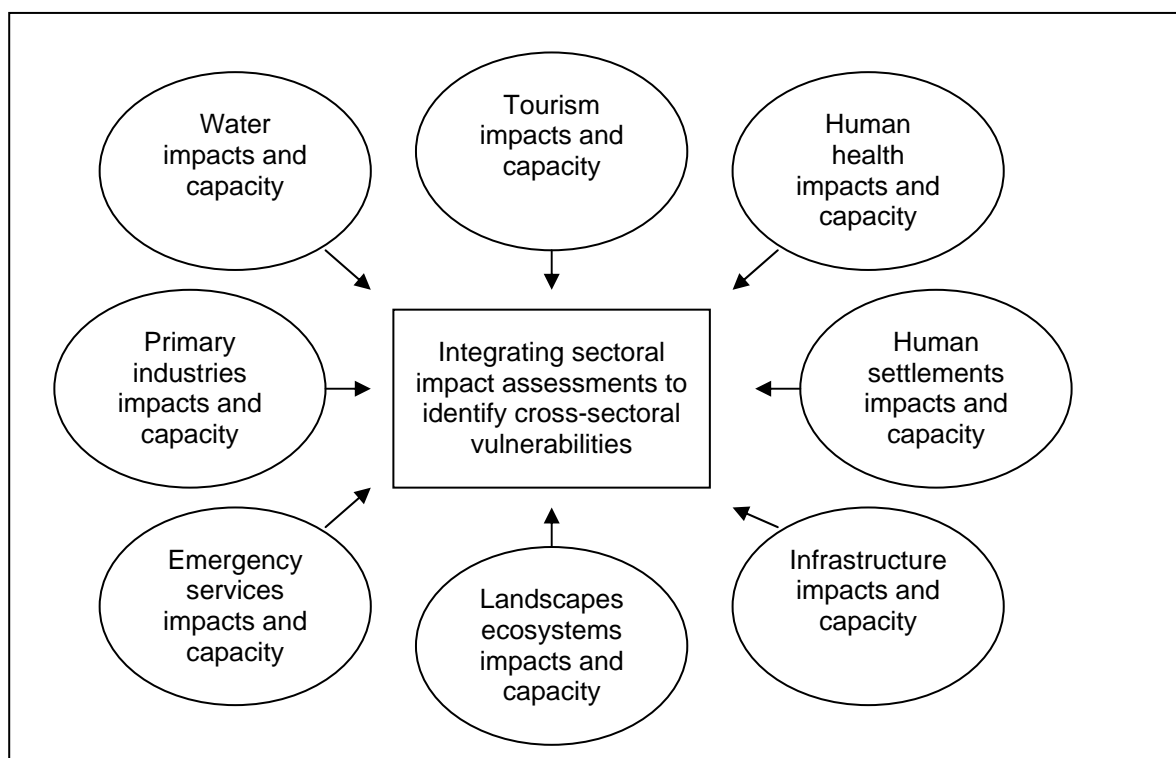 Water
impacts and
capacity
Tourism
impacts and
capacity
Human
health
impacts and
capacity
Primary
industries
impacts and
capacity
Integrating sectoral
impact assessments to
identify cross-sectoral
vulnerabilities
Human
settlements
impacts and
capacity
Emergency
services
impacts and
capacity
Landscapes
ecosystems
impacts and
capacity
Infrastructure
impacts and
capacity